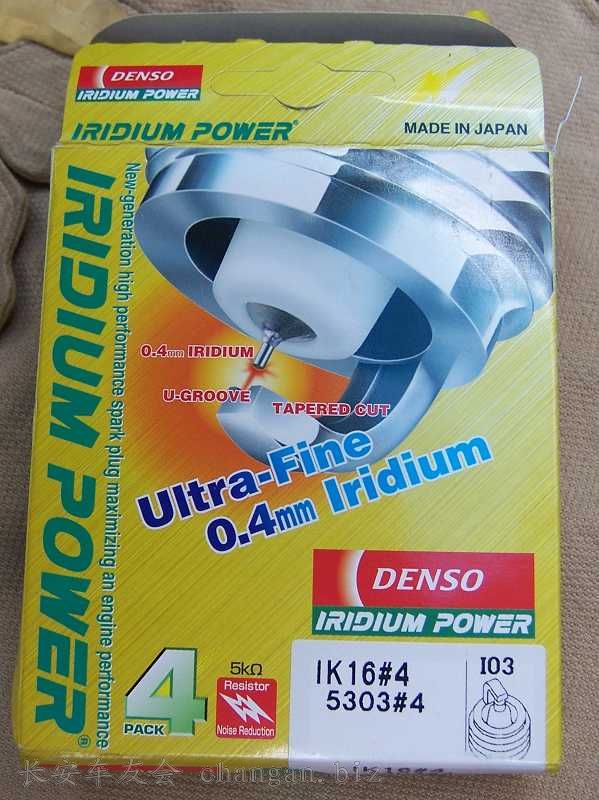 DENSO
IRIDIUM POWER
IRIDIUM POWER®
MADE IN JAPAN
IRIDIUM POWER®
New-generation high performance spark plug maximizing an engine performance
0.4mm IRIDIUM
U-GROOVE
TAPERED CUT
Ultra-Fine
0.4mm Iridium
DENSO
IRIDIUM POWER
4
PACK
5kΩ
Resistor
Noise Reduction
IK16#4
5303#4
I03
长安车友会 changan.biz